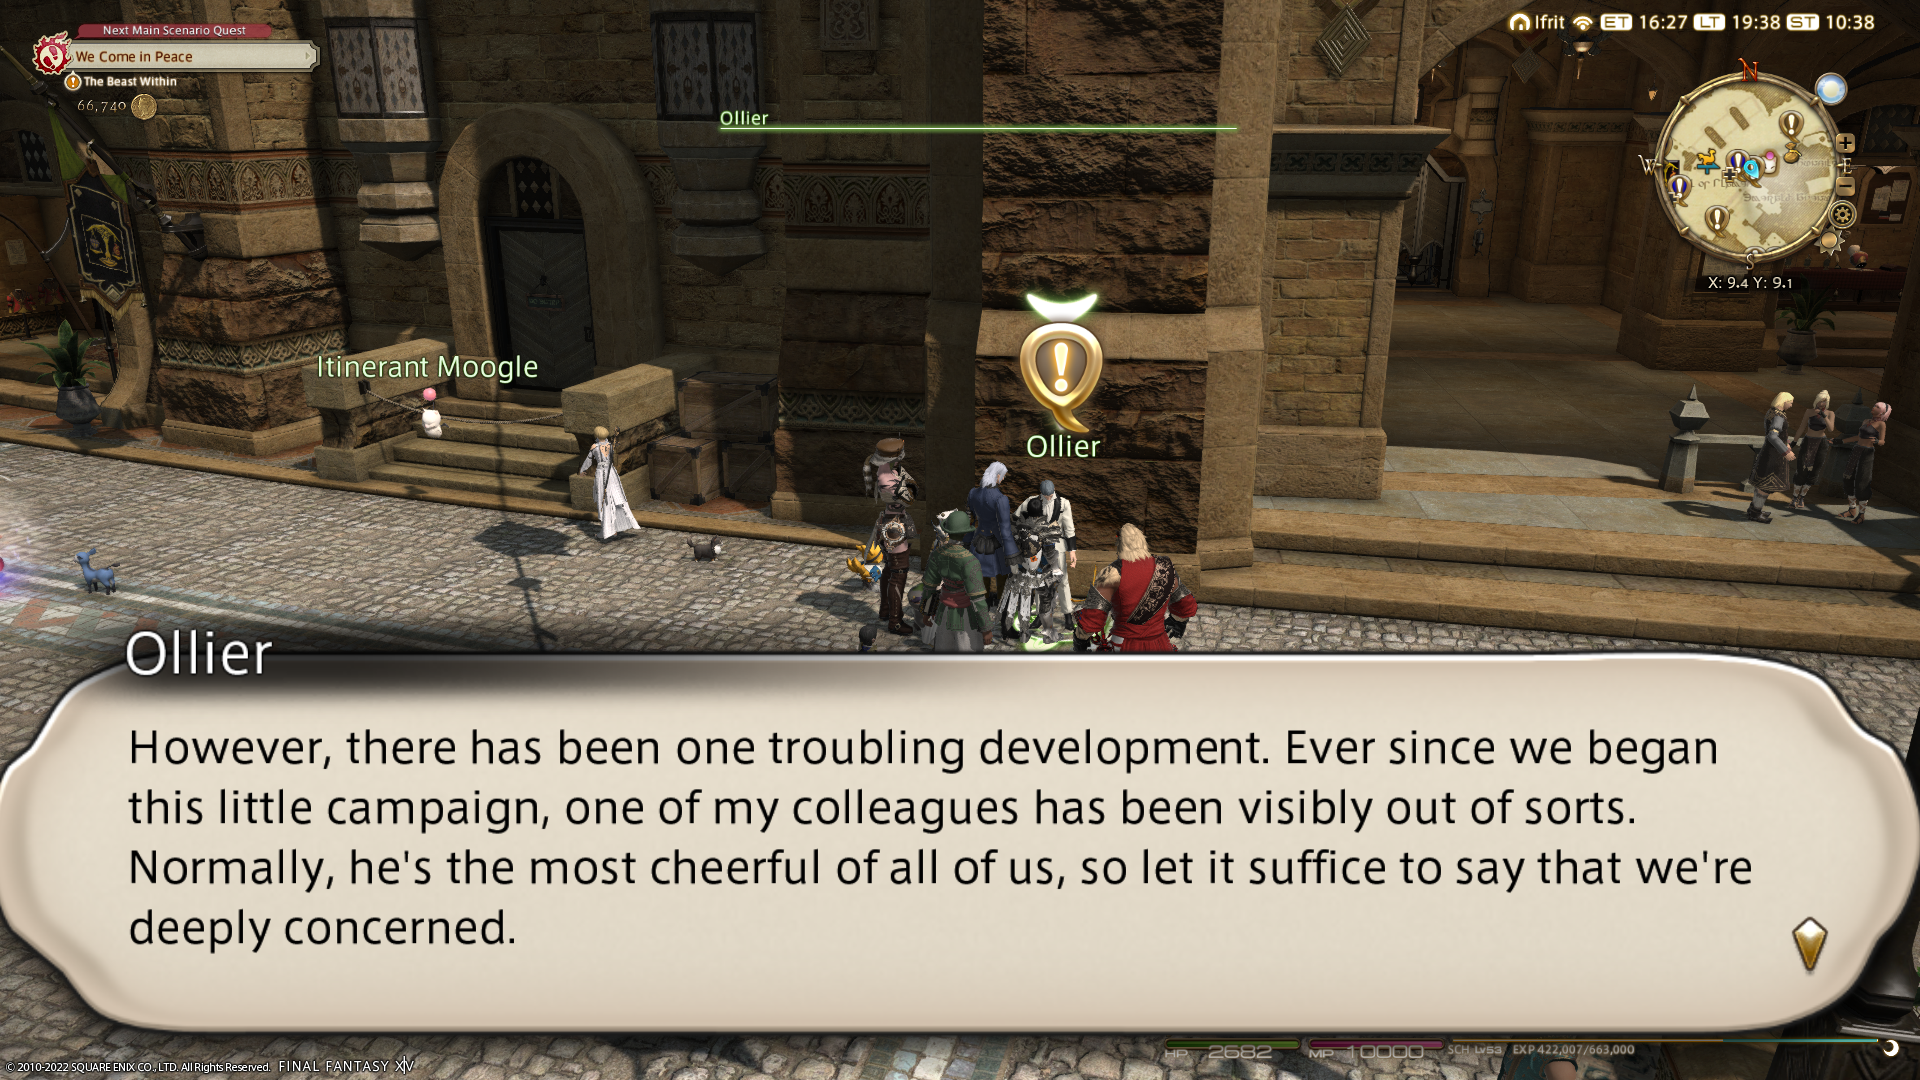 Next Main Scenario Quest
We Come in Peace
The Beast Within
66,740
Ifrit ET 16:27 LT 19:38 ST 10:38
N
W
E
S
X: 9.4 Y: 9.1
Ollier
Itinerant Moogle
Ollier
Ollier
However, there has been one troubling development. Ever since we began
this little campaign, one of my colleagues has been visibly out of sorts.
Normally, he's the most cheerful of all of us, so let it suffice to say that we're
deeply concerned.
HP 2682 MP 10000 SCH Lv53 EXP 422,007/663,000
© 2010-2022 SQUARE ENIX CO., LTD. All Rights Reserved. FINAL FANTASY XIV